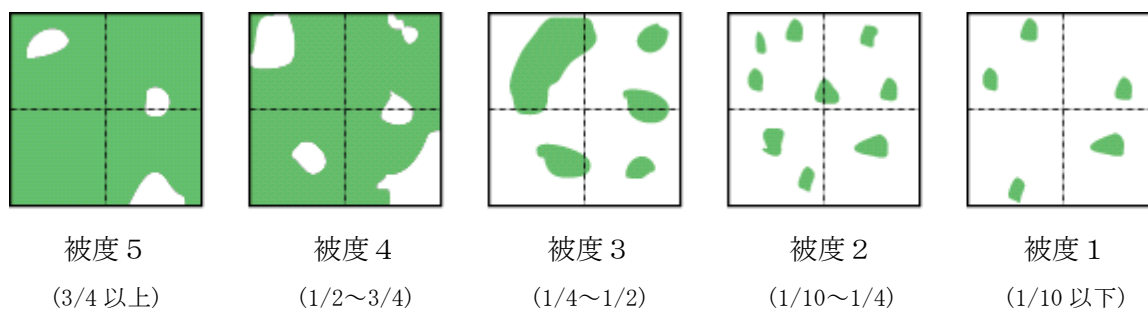 被度５ 被度４ 被度３ 被度２ 被度１
(3/4 以上) (1/2～3/4) (1/4～1/2) (1/10～1/4) (1/10 以下)